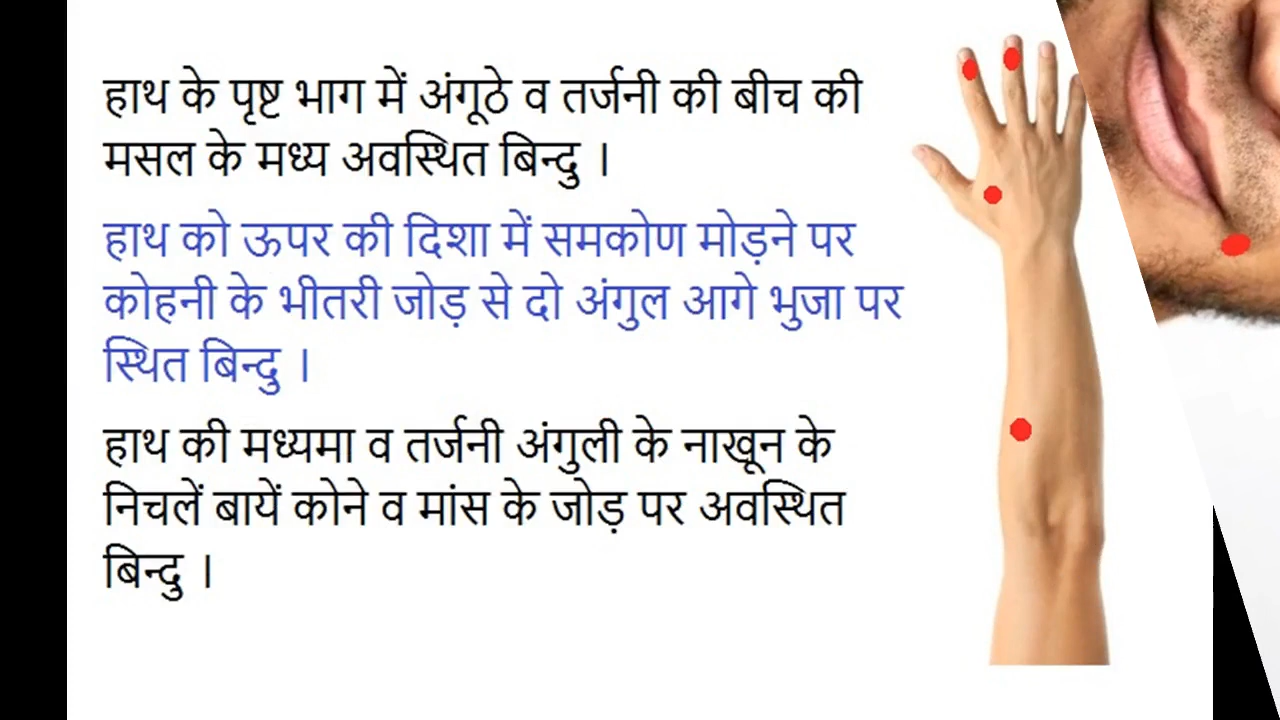 हाथ के पृष्ट भाग में अंगूठे व तर्जनी की बीच की
मसल के मध्य अवस्थित बिन्दु ।
हाथ को ऊपर की दिशा में समकोण मोड़ने पर
कोहनी के भीतरी जोड़ से दो अंगुल आगे भुजा पर
स्थित बिन्दु ।
हाथ की मध्यमा व तर्जनी अंगुली के नाखून के
निचलें बायें कोने व मांस के जोड़ पर अवस्थित
बिन्दु ।